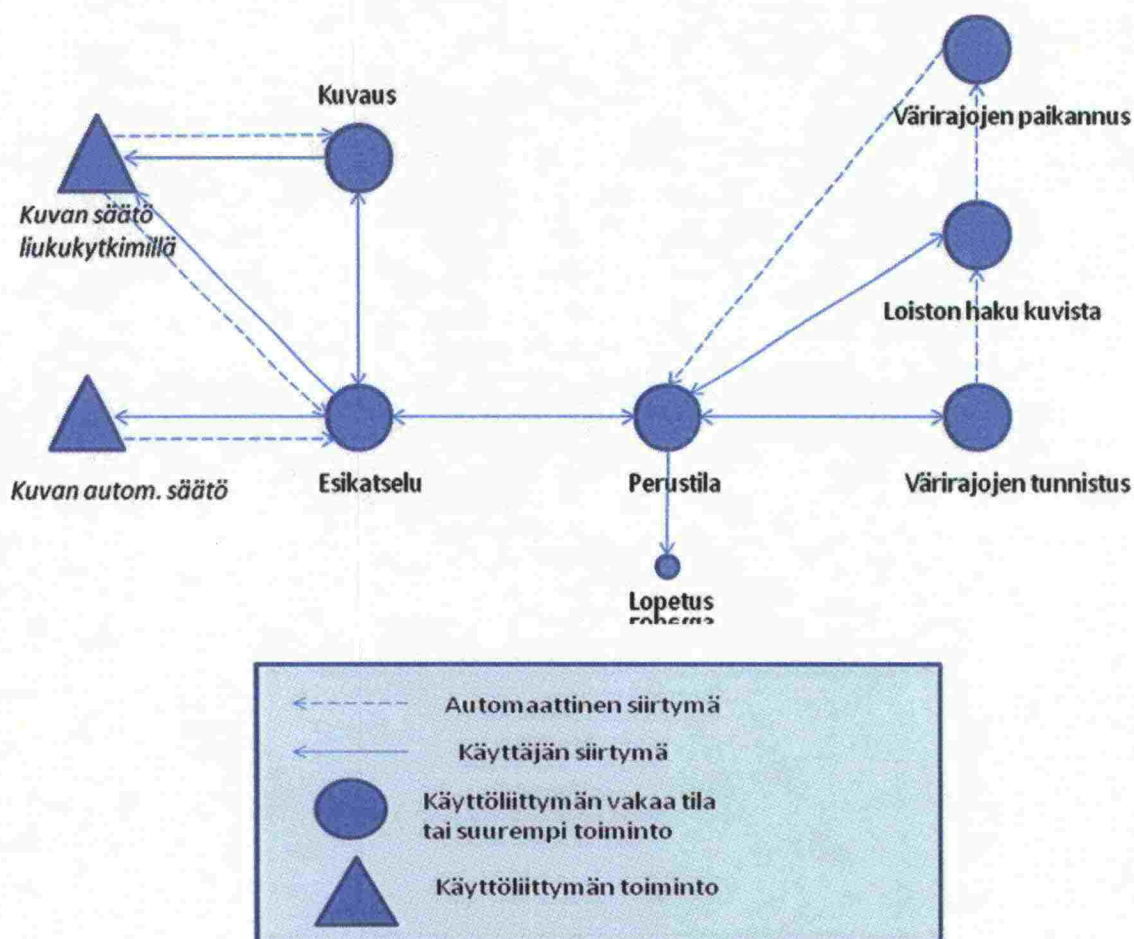 Kuvaus
Värirajojen paikannus
Kuvan säätö
liukukytkimillä
Loiston haku kuvista
Kuvan autom. säätö
Esikatselu
Perustila
Värirajojen tunnistus
Lopetus
Automaattinen siirtymä
Käyttäjän siirtymä
Käyttöliittymän vakaa tila
tai suurempi toiminto
Käyttöliittymän toiminto